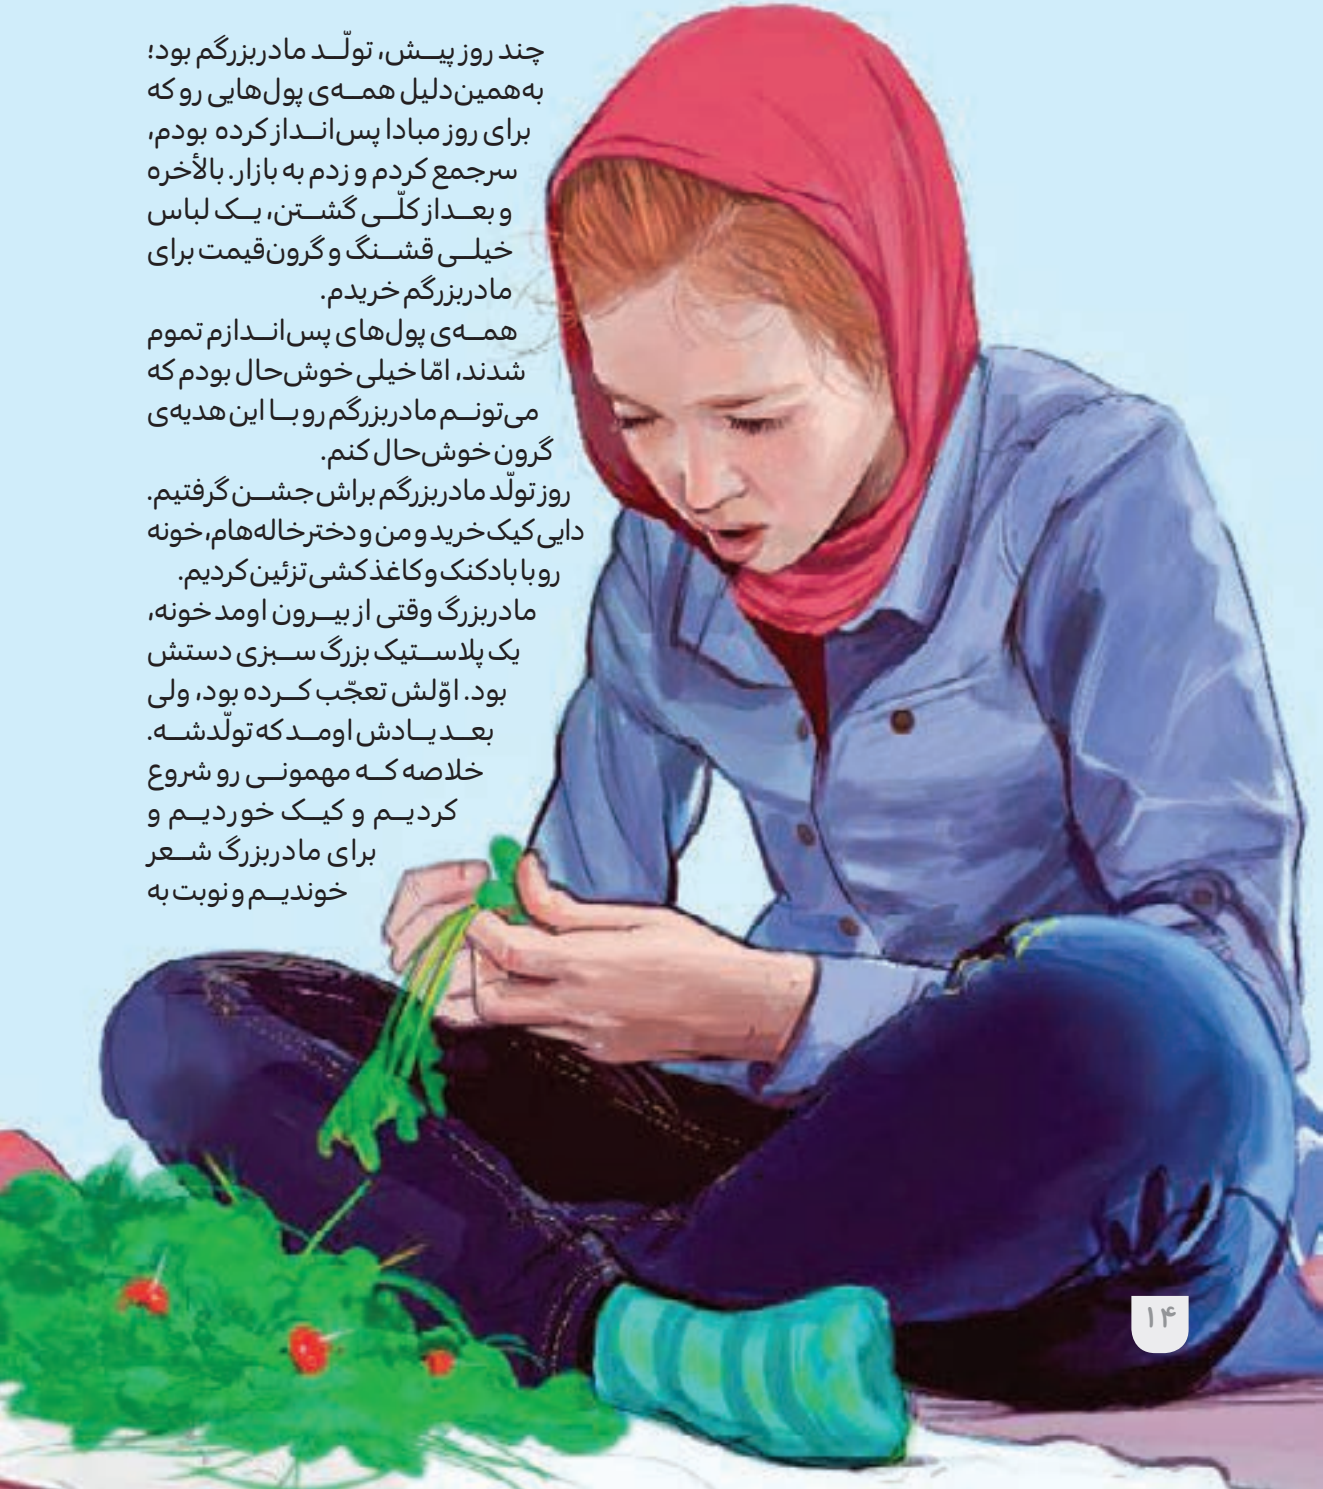 چند روز پیش، تولّد مادربزرگم بود؛
به‌همین‌دلیل همه‌ی پول‌هایی رو که
برای روز مبادا پس‌انداز کرده بودم،
سرجمع کردم و زدم به بازار. بالأخره
و بعداز کلّی گشتن، یک لباس
خیلی قشنگ و گرون‌قیمت برای
مادربزرگم خریدم.
همه‌ی پول‌های پس‌اندازم تموم
شدند، امّا خیلی خوش‌حال بودم که
می‌تونم مادربزرگم رو با این هدیه‌ی
گرون خوش‌حال کنم.
روز تولّد مادربزرگم براش جشن گرفتیم.
دایی کیک خرید و من و دخترخاله‌هام، خونه
رو با بادکنک و کاغذ کشی تزئین کردیم.
مادربزرگ وقتی از بیرون اومد خونه،
یک پلاستیک بزرگ سبزی دستش
بود. اوّلش تعجّب کرده بود، ولی
بعد یادش اومد که تولّدشه.
خلاصه که مهمونی رو شروع
کردیم و کیک خوردیم و
برای مادربزرگ شعر
خوندیم و نوبت به
۱۴